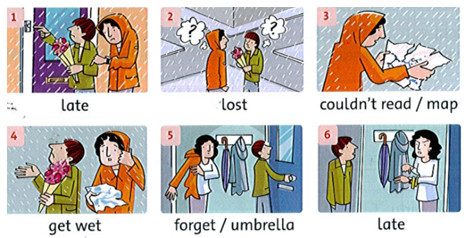 1
late
2
? ?
lost
3
couldn't read / map
4
get wet
5
forget / umbrella
6
late